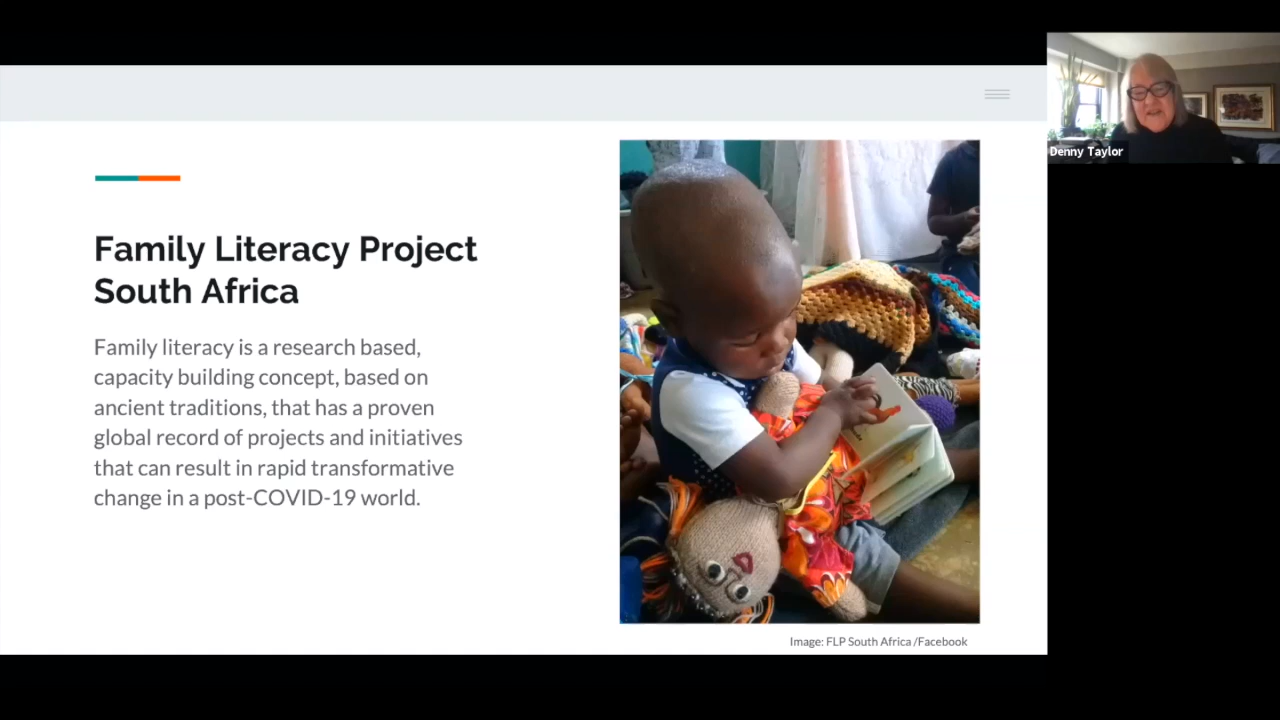 Denny Taylor
Family Literacy Project
South Africa
Family literacy is a research based,
capacity building concept, based on
ancient traditions, that has a proven
global record of projects and initiatives
that can result in rapid transformative
change in a post-COVID-19 world.
Image: FLP South Africa /Facebook